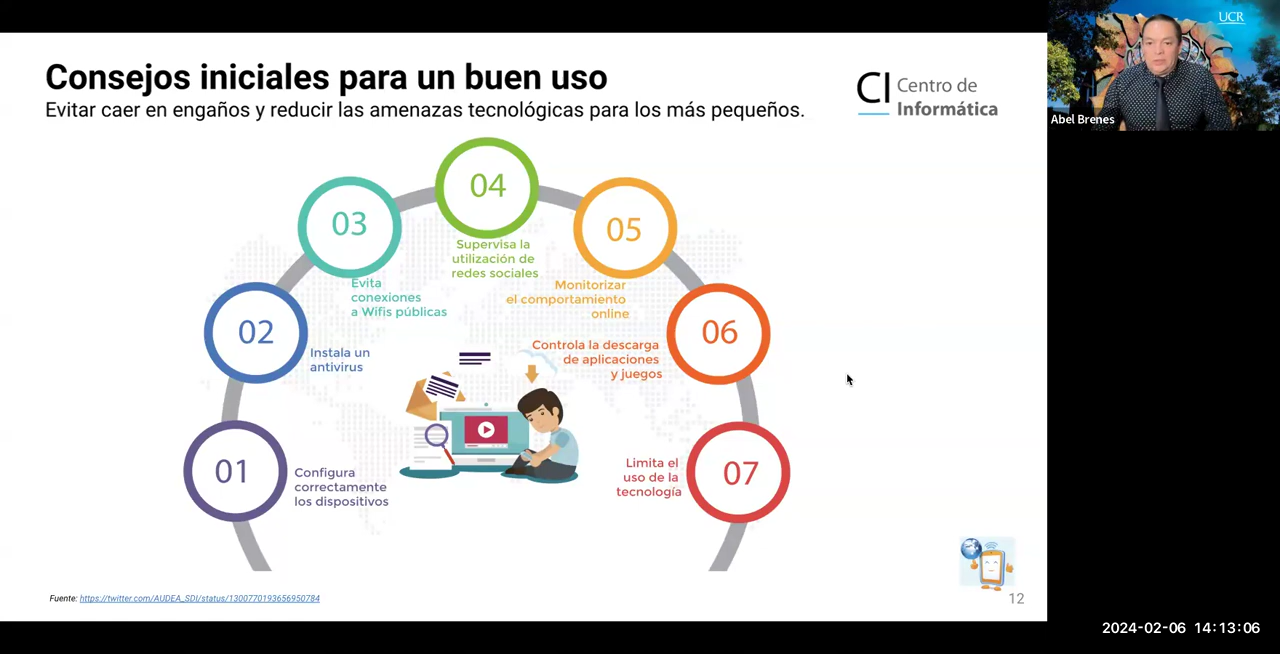 Consejos iniciales para un buen uso
Evitar caer en engaños y reducir las amenazas tecnológicas para los más pequeños.
CI Centro de
Informática
UCR
Abel Brenes
01
Configura
correctamente
los dispositivos
02
Instala un
antivirus
03
Evita
conexiones
a Wifis públicas
04
Supervisa la
utilización de
redes sociales
05
Monitorizar
el comportamiento
online
06
Controla la descarga
de aplicaciones
y juegos
07
Limita el
uso de la
tecnología
Fuente: https://twitter.com/AUDEA_SDI/status/1300770193656950784
12
2024-02-06 14:13:06